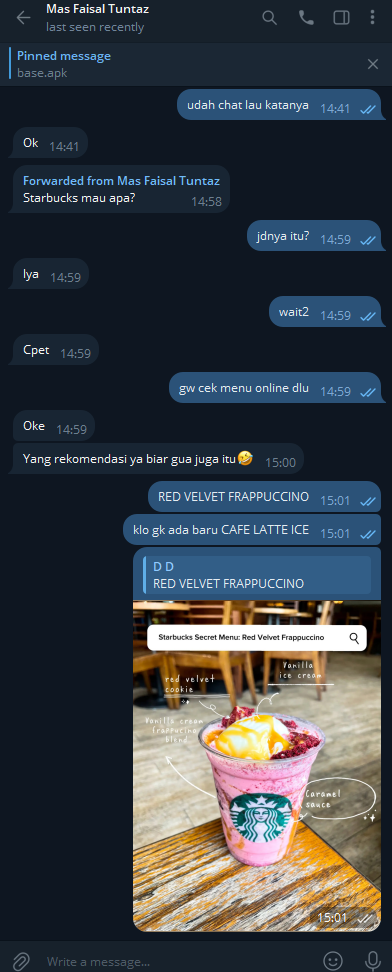 Mas Faisal Tuntaz
last seen recently
Pinned message
base.apk
udah chat lau katanya 14:41
Ok 14:41
Forwarded from Mas Faisal Tuntaz
Starbucks mau apa? 14:58
jdnya itu? 14:59
Iya 14:59
wait2 14:59
Cpet 14:59
gw cek menu online dlu 14:59
Oke 14:59
Yang rekomendasi ya biar gua juga itu🤣 15:00
RED VELVET FRAPPUCCINO 15:01
klo gk ada baru CAFE LATTE ICE 15:01
D D
RED VELVET FRAPPUCCINO
Starbucks Secret Menu: Red Velvet Frappuccino
red velvet
cookie
Vanilla
ice cream
Vanilla cream
frappuccino
blend
Caramel
sauce
15:01
Write a message...